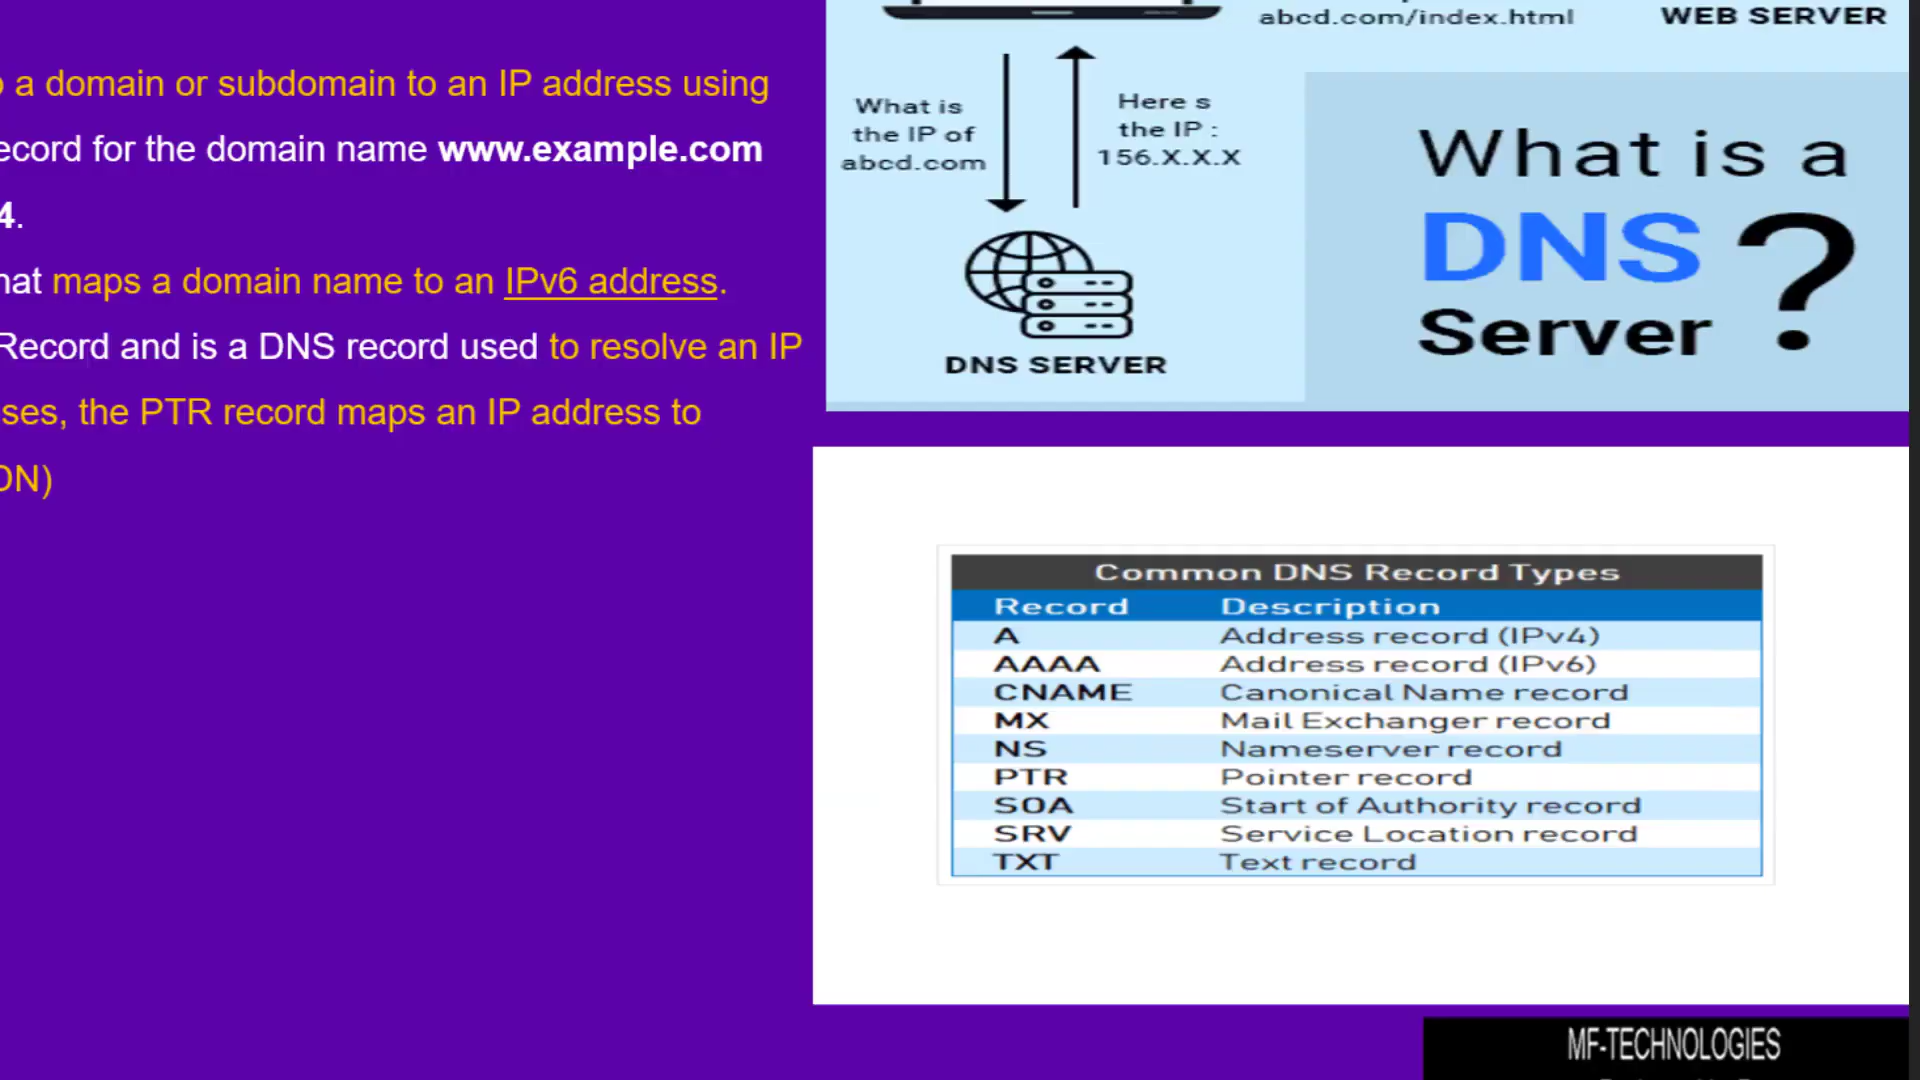 a domain or subdomain to an IP address using
record for the domain name www.example.com
4.
maps a domain name to an IPv6 address.
Record and is a DNS record used to resolve an IP
the PTR record maps an IP address to
abcd.com/index.html
WEB SERVER
What is
the IP of
abcd.com
Here s
the IP :
156.X.X.X
DNS SERVER
What is a
DNS
Server
?
Common DNS Record Types
Record Description
A Address record (IPv4)
AAAA Address record (IPv6)
CNAME Canonical Name record
MX Mail Exchanger record
NS Nameserver record
PTR Pointer record
SOA Start of Authority record
SRV Service Location record
TXT Text record
MF-TECHNOLOGIES